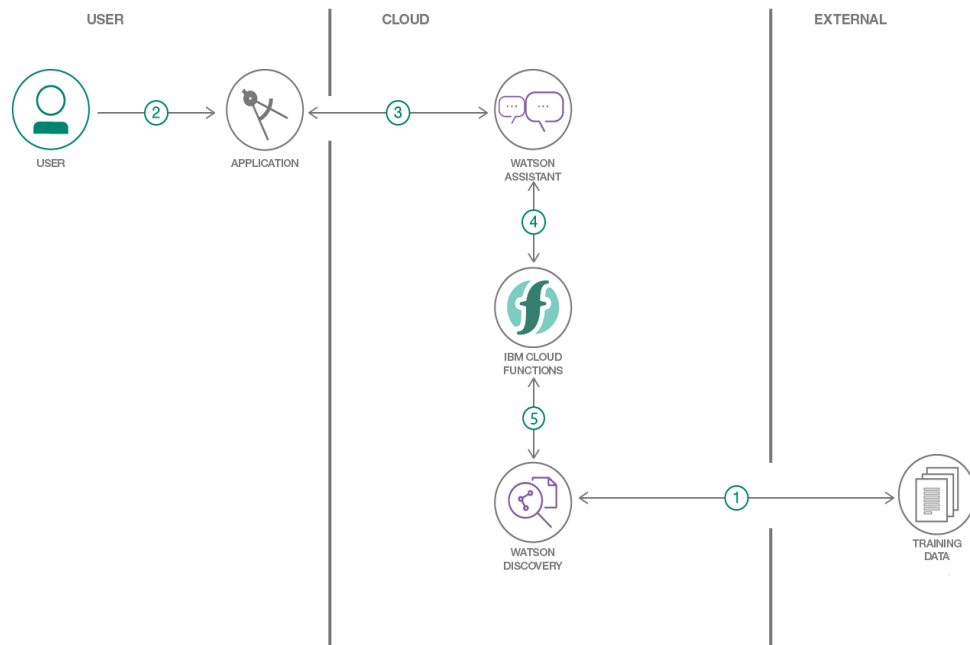 USER
CLOUD
EXTERNAL
2
3
USER
APPLICATION
WATSON
ASSISTANT
4
IBM CLOUD
FUNCTIONS
5
1
WATSON
DISCOVERY
TRAINING
DATA